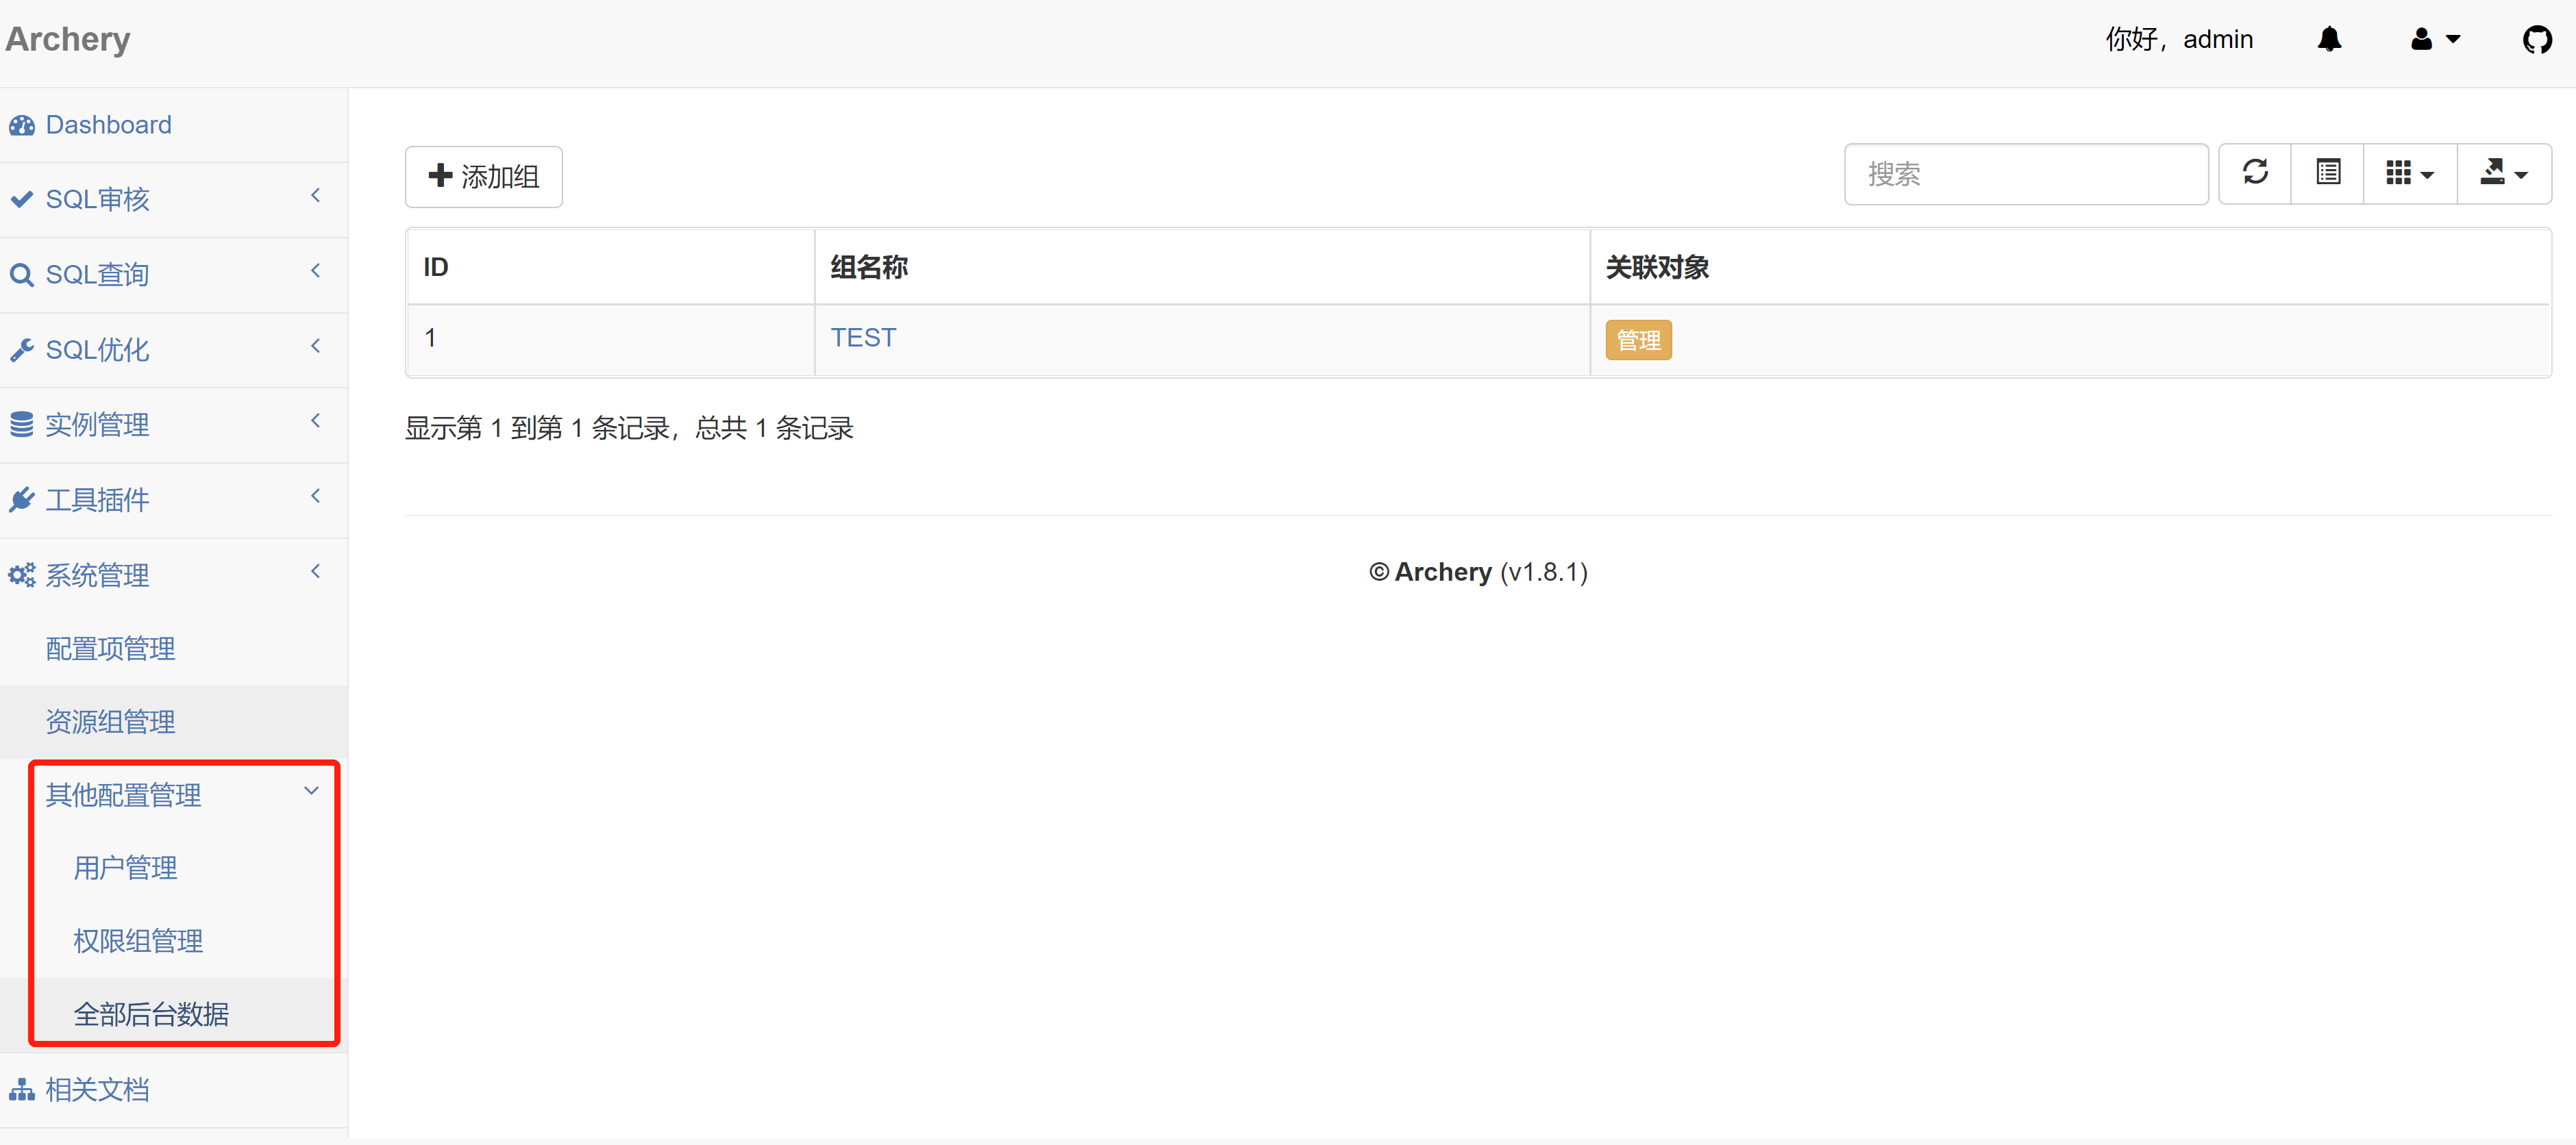 Archery
你好，admin
Dashboard
SQL审核
SQL查询
SQL优化
实例管理
工具插件
系统管理
配置项管理
资源组管理
其他配置管理
用户管理
权限组管理
全部后台数据
相关文档
添加组
搜索
ID 组名称 关联对象
1 TEST 管理
显示第 1 到第 1 条记录，总共 1 条记录
© Archery (v1.8.1)